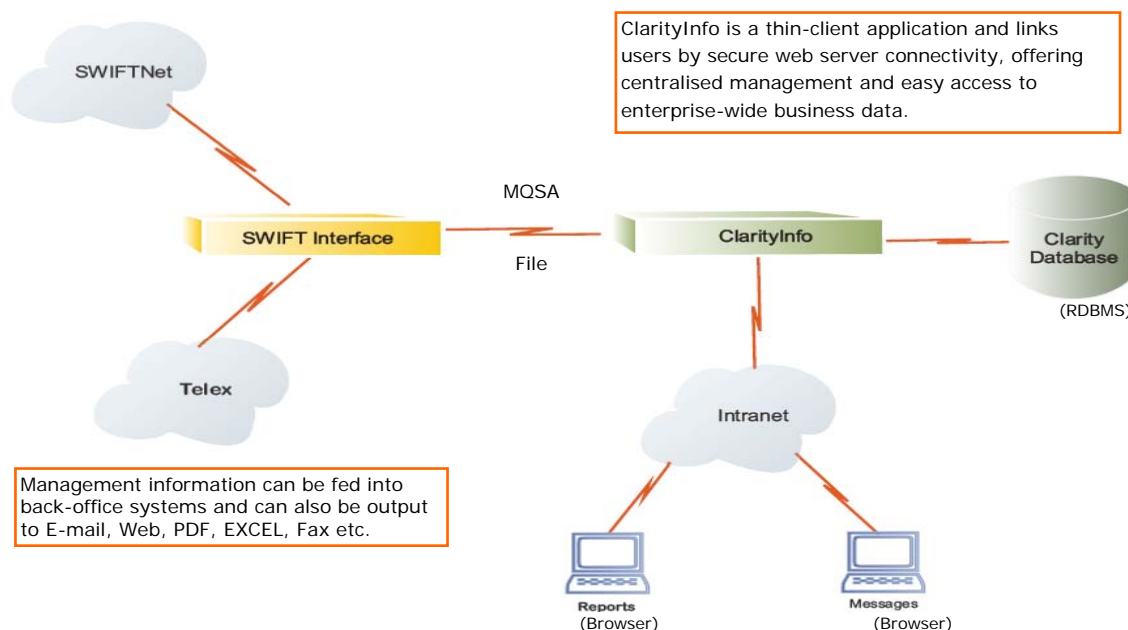 ClarityInfo is a thin-client application and links
users by secure web server connectivity, offering
centralised management and easy access to
enterprise-wide business data.
SWIFTNet
MQSA
SWIFT Interface
ClarityInfo
Clarity
Database
File
(RDBMS)
Telex
Intranet
Management information can be fed into
back-office systems and can also be output
to E-mail, Web, PDF, EXCEL, Fax etc.
Reports
(Browser)
Messages
(Browser)